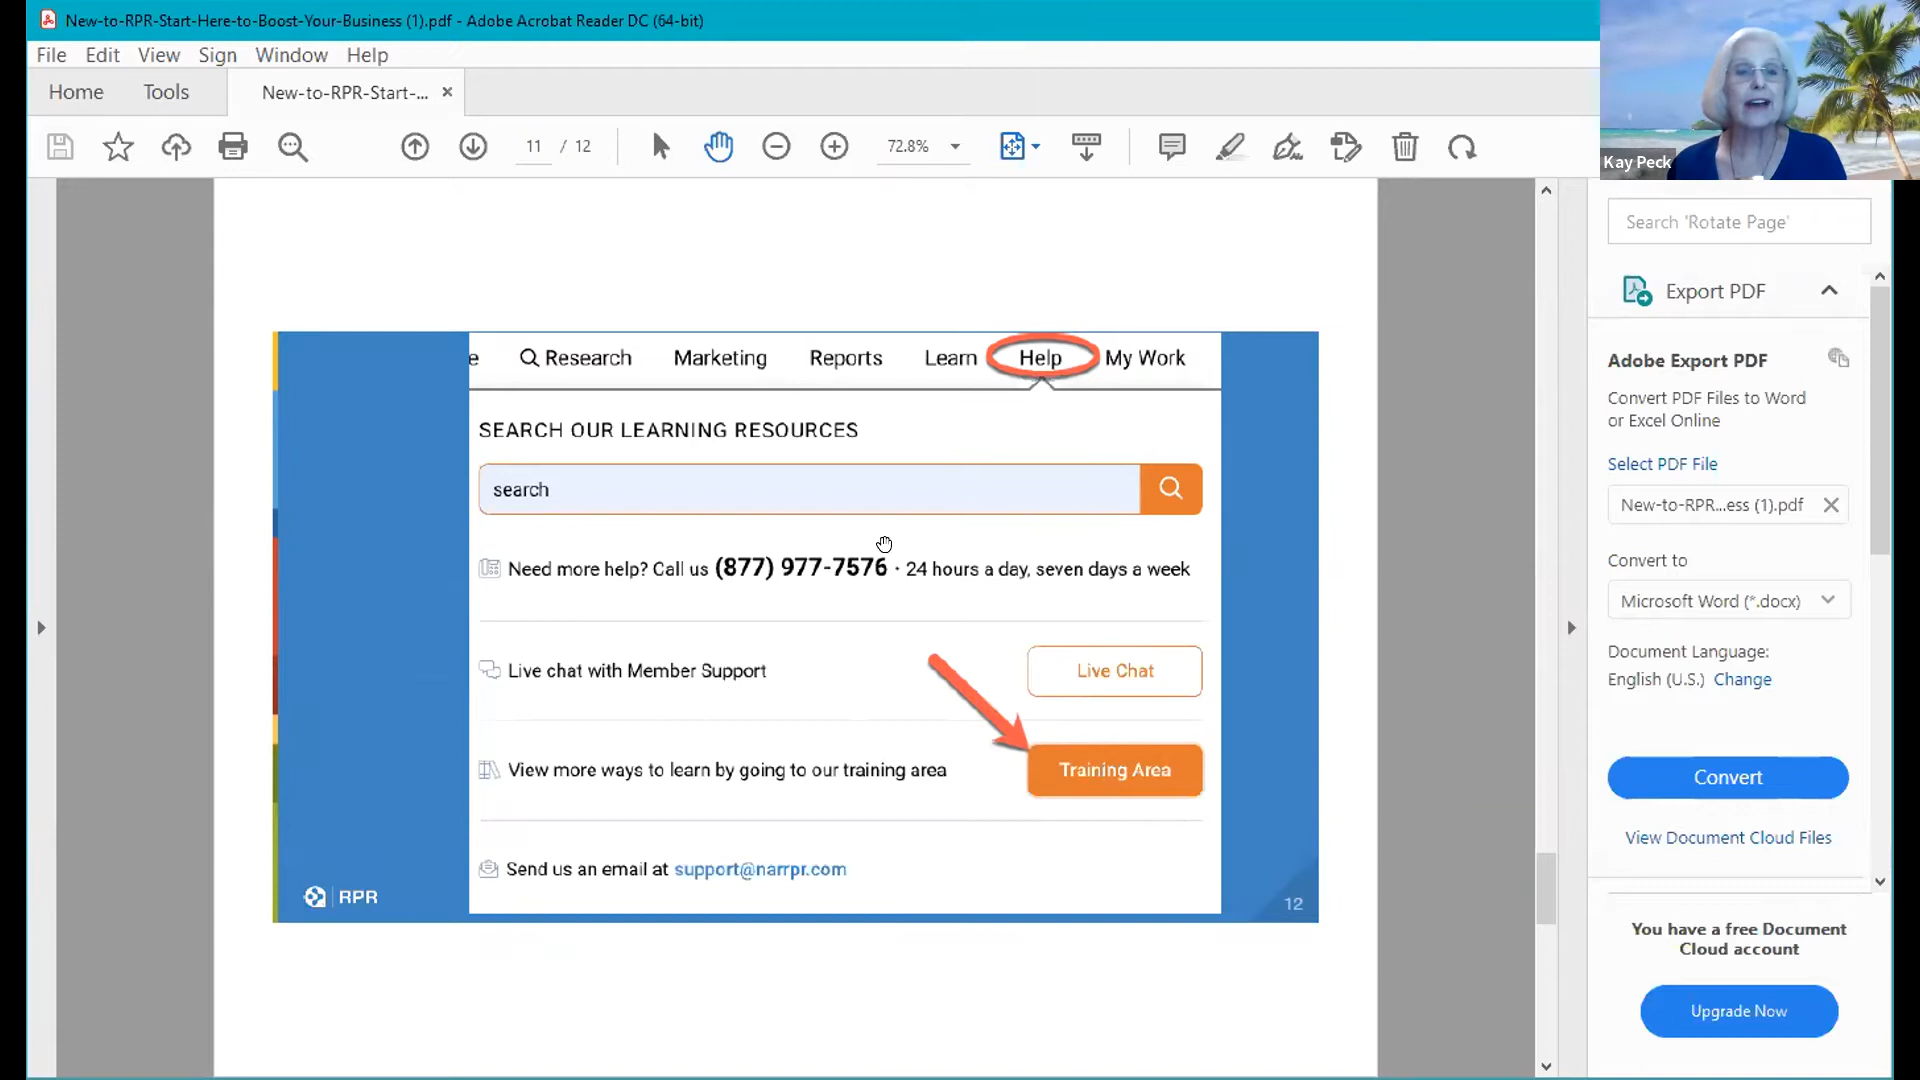 New-to-RPR-Start-Here-to-Boost-Your-Business (1).pdf - Adobe Acrobat Reader DC (64-bit)
File Edit View Sign Window Help
Home Tools New-to-RPR-Start-... ×
11 / 12 72.8%
Kay Peck
Search 'Rotate Page'
Export PDF
Adobe Export PDF
Convert PDF Files to Word
or Excel Online
Select PDF File
New-to-RPR...ess (1).pdf
Convert to
Microsoft Word (*.docx)
Document Language:
English (U.S.) Change
Convert
View Document Cloud Files
You have a free Document
Cloud account
Upgrade Now
e Research Marketing Reports Learn Help My Work
SEARCH OUR LEARNING RESOURCES
search
Need more help? Call us (877) 977-7576 · 24 hours a day, seven days a week
Live chat with Member Support Live Chat
View more ways to learn by going to our training area Training Area
Send us an email at support@narrpr.com
RPR
12